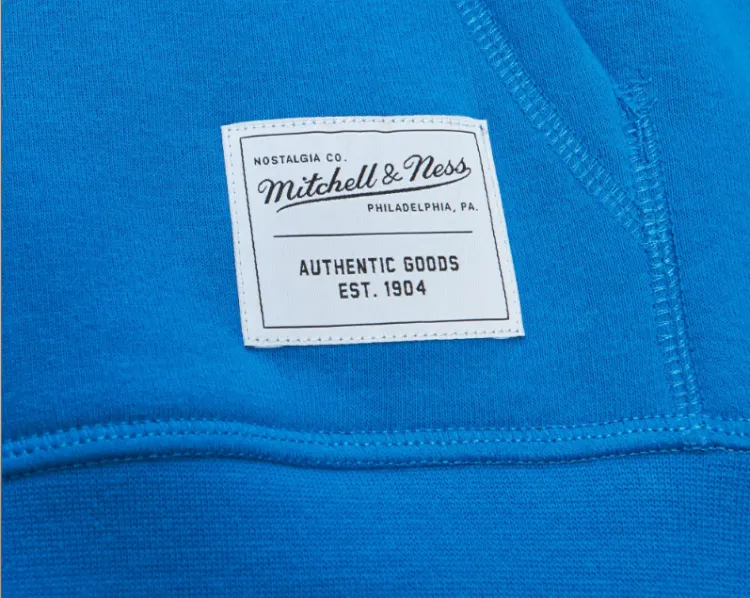 NOSTALGIA CO.
Mitchell & Ness
PHILADELPHIA, PA.
AUTHENTIC GOODS
EST. 1904